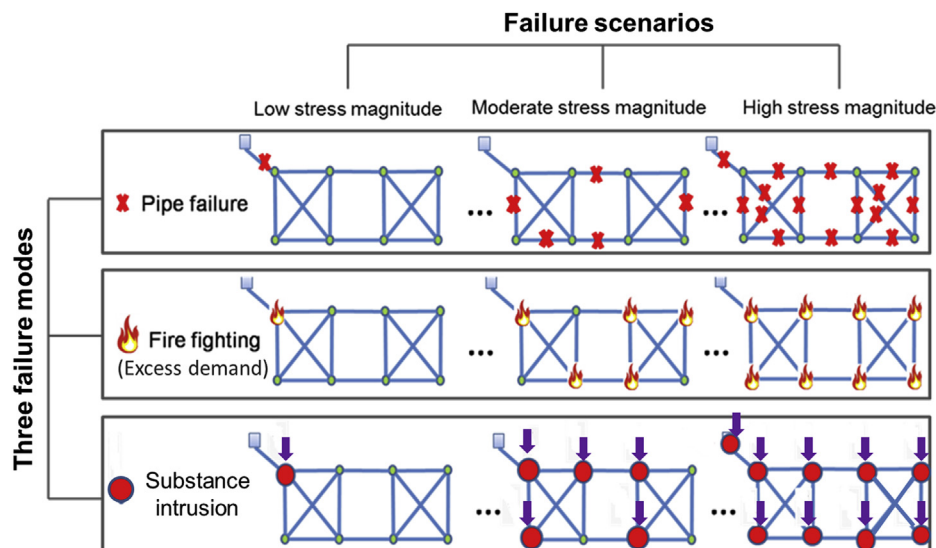 Failure scenarios
Low stress magnitude
Moderate stress magnitude
High stress magnitude
Three failure modes
Pipe failure
...
...
Fire fighting
(Excess demand)
...
...
Substance
intrusion
...
...